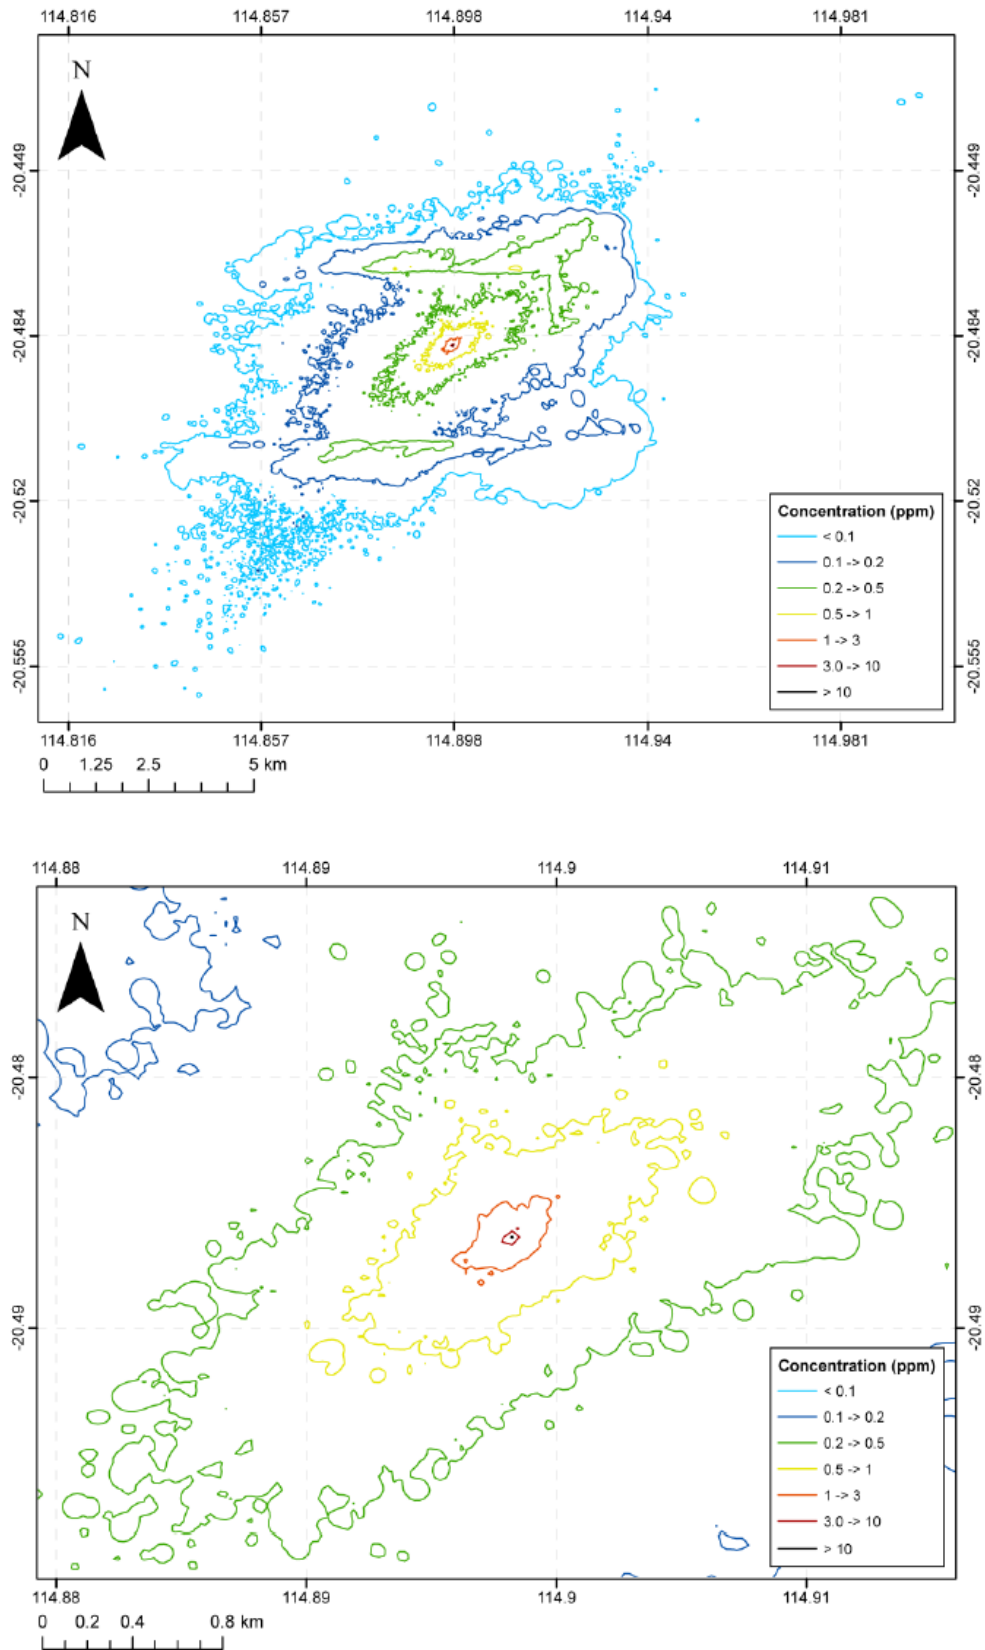 114.816 114.857 114.898 114.94 114.981
N
-20.449 -20.449
-20.484 -20.484
-20.52 -20.52
Concentration (ppm)
< 0.1
0.1 -> 0.2
0.2 -> 0.5
0.5 -> 1
1 -> 3
3.0 -> 10
> 10
-20.555 -20.555
114.816 114.857 114.898 114.94 114.981
0 1.25 2.5 5 km
114.88 114.89 114.9 114.91
N
-20.48 -20.48
-20.49 -20.49
Concentration (ppm)
< 0.1
0.1 -> 0.2
0.2 -> 0.5
0.5 -> 1
1 -> 3
3.0 -> 10
> 10
114.88 114.89 114.9 114.91
0 0.2 0.4 0.8 km